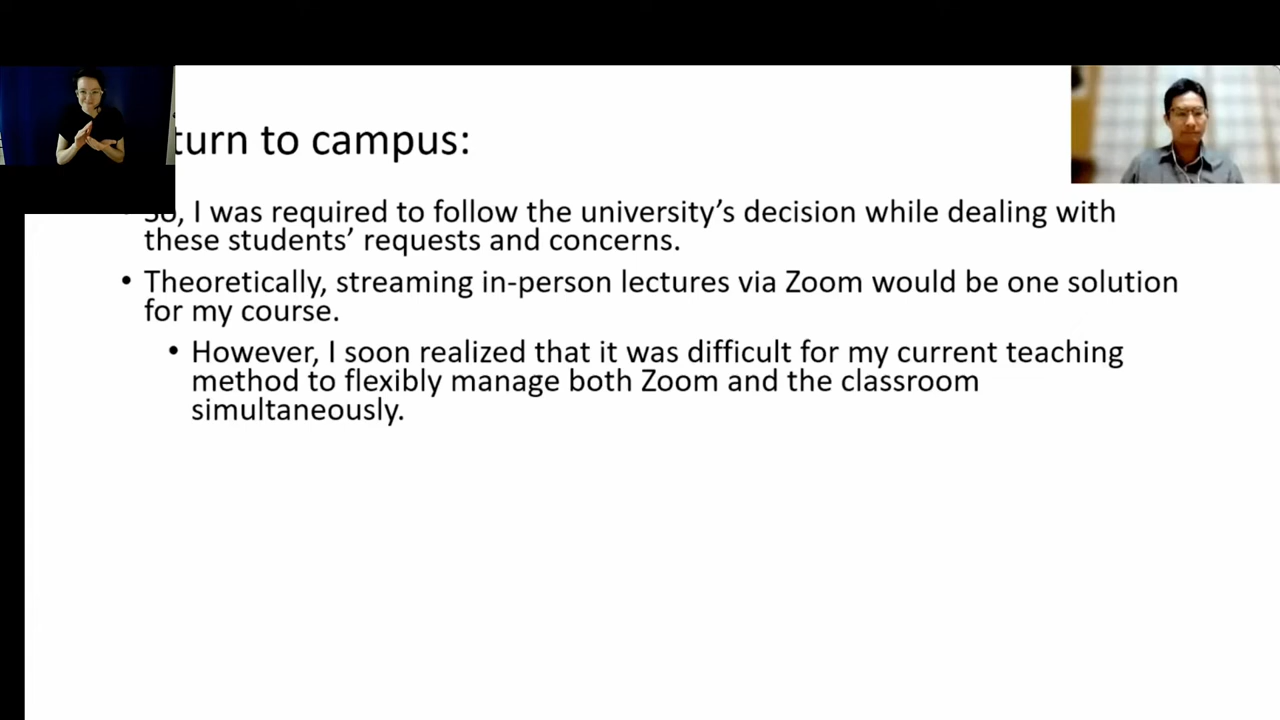 turn to campus:
So, I was required to follow the university’s decision while dealing with
these students’ requests and concerns.
• Theoretically, streaming in-person lectures via Zoom would be one solution
for my course.
• However, I soon realized that it was difficult for my current teaching
method to flexibly manage both Zoom and the classroom
simultaneously.